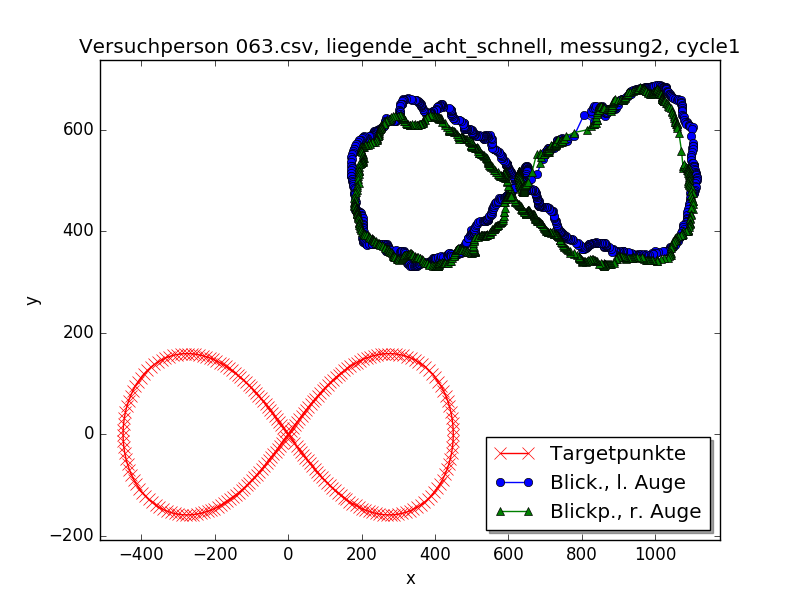 Versuchperson 063.csv, liegende_acht_schnell, messung2, cycle1
y
600
400
200
0
−200
−400
−200
0
200
400
600
800
1000
x
Targetpunkte
Blick., l. Auge
Blickp., r. Auge